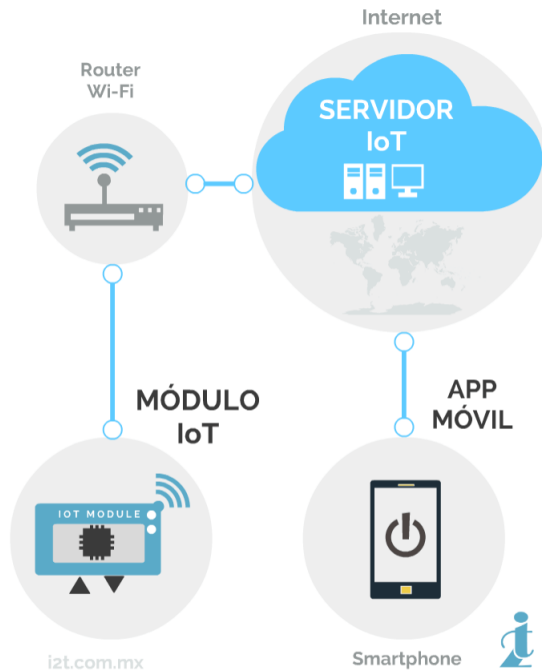 Internet
Router
Wi-Fi
SERVIDOR
IoT
MÓDULO
IoT
APP
MÓVIL
IOT MODULE
i2t.com.mx
Smartphone